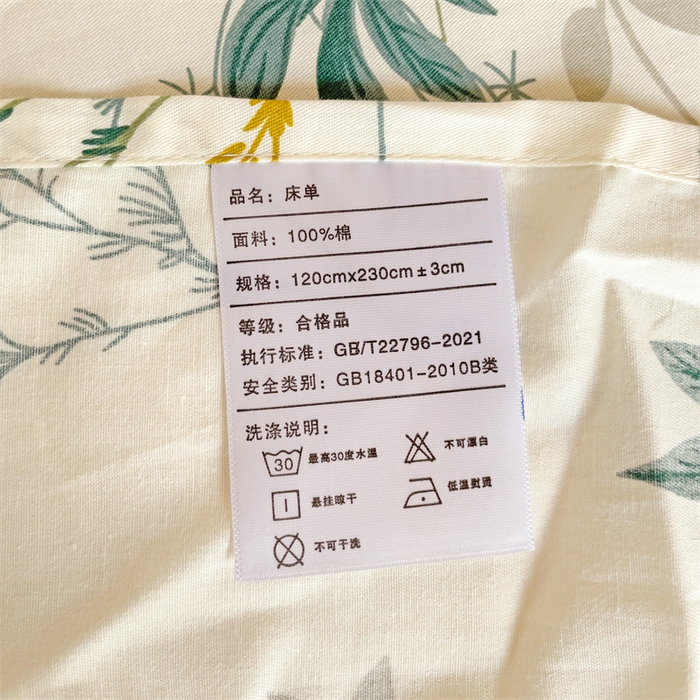 品名：床单
面料：100%棉
规格：120cmx230cm±3cm
等级：合格品
执行标准：GB/T22796-2021
安全类别：GB18401-2010B类
洗涤说明：
30 最高30度水温 不可漂白
悬挂晾干 低温熨烫
不可干洗